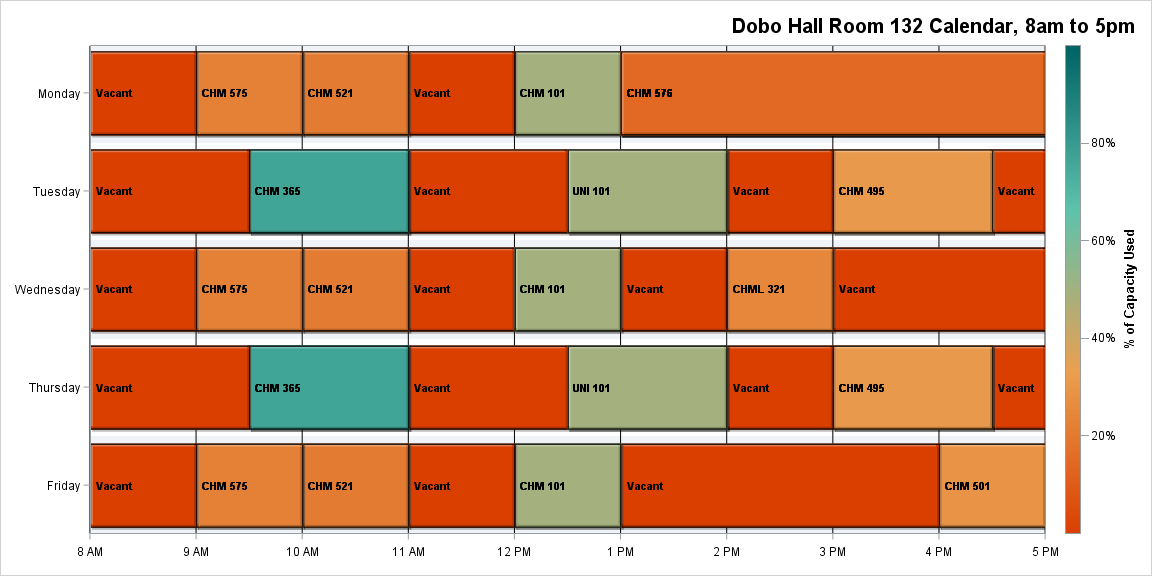 Dobo Hall Room 132 Calendar, 8am to 5pm
Monday
Vacant
CHM 575
CHM 521
Vacant
CHM 101
CHM 576
Tuesday
Vacant
CHM 365
Vacant
UNI 101
Vacant
CHM 495
Vacant
Wednesday
Vacant
CHM 575
CHM 521
Vacant
CHM 101
Vacant
CHML 321
Vacant
Thursday
Vacant
CHM 365
Vacant
UNI 101
Vacant
CHM 495
Vacant
Friday
Vacant
CHM 575
CHM 521
Vacant
CHM 101
Vacant
CHM 501
8 AM
9 AM
10 AM
11 AM
12 PM
1 PM
2 PM
3 PM
4 PM
5 PM
80%
60%
40%
20%
% of Capacity Used